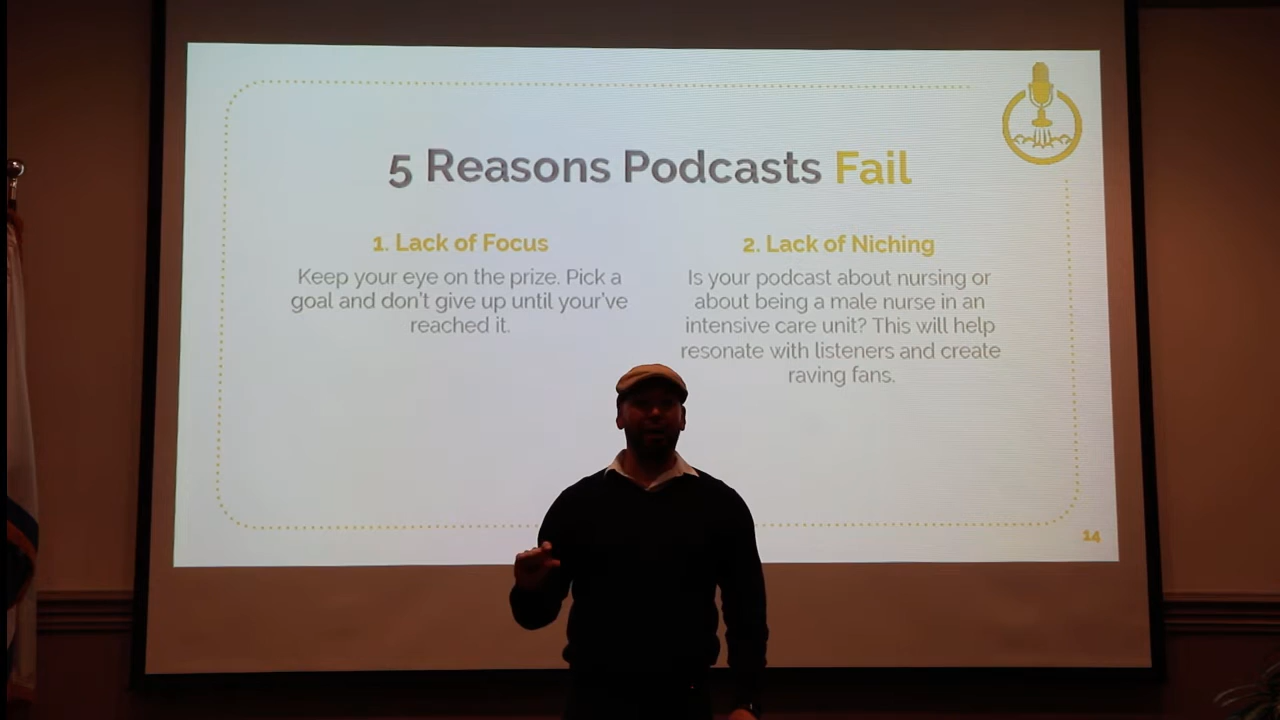 5 Reasons Podcasts Fail
1. Lack of Focus
Keep your eye on the prize. Pick a
goal and don't give up until your've
reached it.
2. Lack of Niching
Is your podcast about nursing or
about being a male nurse in an
intensive care unit? This will help
resonate with listeners and create
raving fans.
14